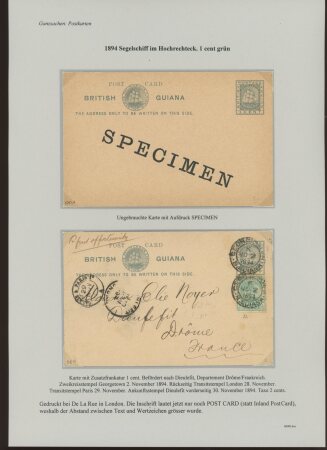 Ganzsachen: Postkarten
1894 Segelschiff im Hochrechteck, 1 cent grün
POST CARD
BRITISH GUIANA
THE ADDRESS ONLY TO BE WRITTEN ON THIS SIDE.
SPECIMEN
Ungebrauchte Karte mit Aufdruck SPECIMEN
POST CARD
BRITISH GUIANA
THE ADDRESS ONLY TO BE WRITTEN ON THIS SIDE.
Noyer
Dieulefit
Drôme
France
Karte mit Zusatzfrankatur 1 cent. Befördert nach Dieulefit, Departement Drôme/Frankreich.
Zweikreisstempel Georgetown 2. November 1894. Rückseitig Transitstempel London 28. November.
Transitstempel Paris 29. November. Ankunftstempel Dieulefit vorderseitig 30. November 1894. Taxe 2 cents.
Gedruckt bei De La Rue in London. Die Inschrift lautet jetzt nur noch POST CARD (statt Inland PostCard),
weshalb der Abstand zwischen Text und Wertzeichen grösser wurde.